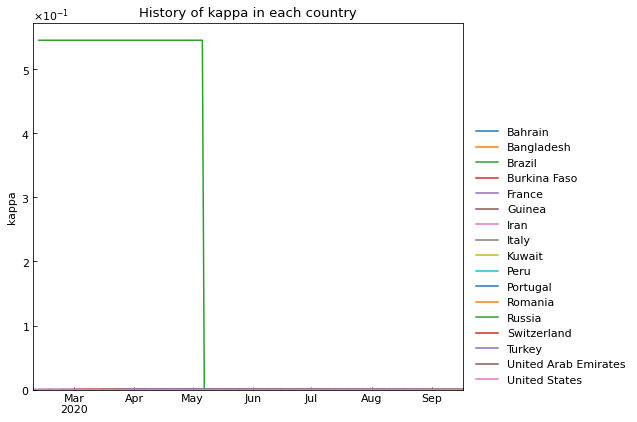 History of kappa in each country
×10⁻¹
5
4
3
2
1
0
kappa
Mar Apr May Jun Jul Aug Sep
2020
Bahrain
Bangladesh
Brazil
Burkina Faso
France
Guinea
Iran
Italy
Kuwait
Peru
Portugal
Romania
Russia
Switzerland
Turkey
United Arab Emirates
United States